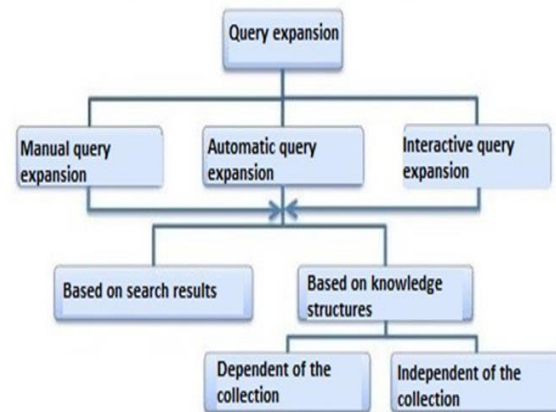 Query expansion
Manual query
expansion
Automatic query
expansion
Interactive query
expansion
Based on search results
Based on knowledge
structures
Dependent of the
collection
Independent of the
collection